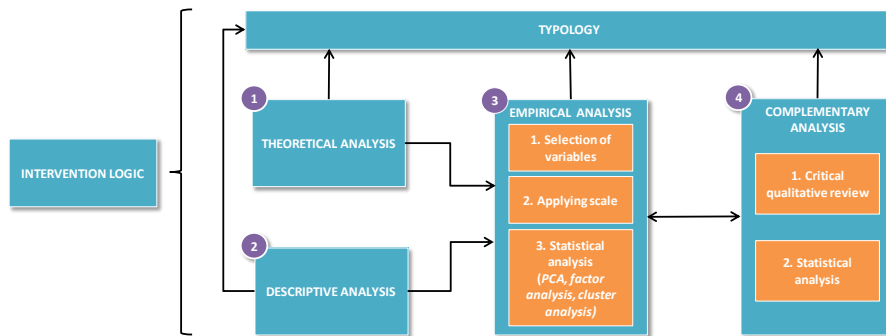 TYPOLOGY
INTERVENTION LOGIC
1
THEORETICAL ANALYSIS
2
DESCRIPTIVE ANALYSIS
3
EMPIRICAL ANALYSIS
1. Selection of
variables
2. Applying scale
3. Statistical
analysis
(PCA, factor
analysis, cluster
analysis)
4
COMPLEMENTARY
ANALYSIS
1. Critical
qualitative review
2. Statistical
analysis